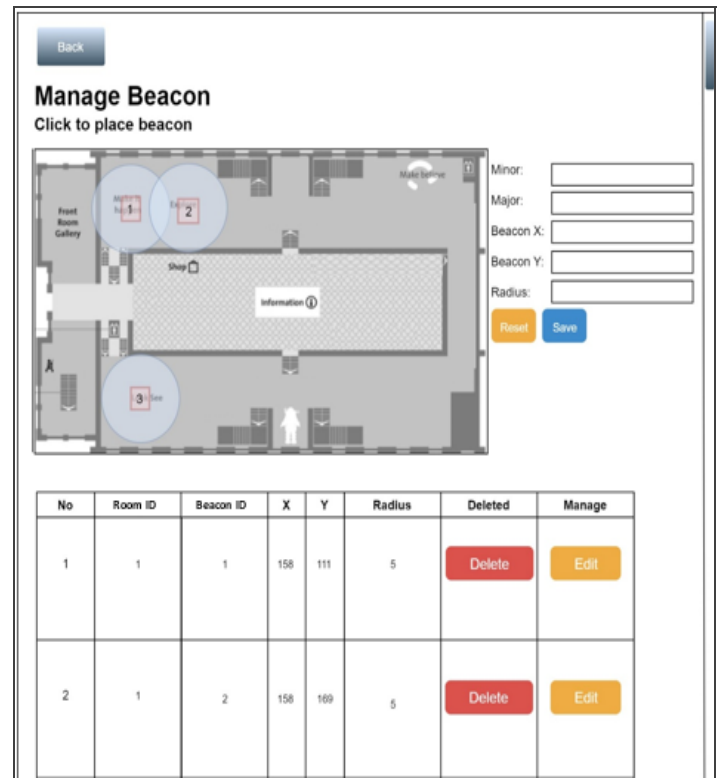 Back
Manage Beacon
Click to place beacon
Make believe
Front
Room
Gallery
1
2
Shop
Information
3
See
Minor:
Major:
Beacon X:
Beacon Y:
Radius:
Reset
Save
No Room ID Beacon ID X Y Radius Deleted Manage
1 1 1 158 111 5 Delete Edit
2 1 2 158 169 5 Delete Edit